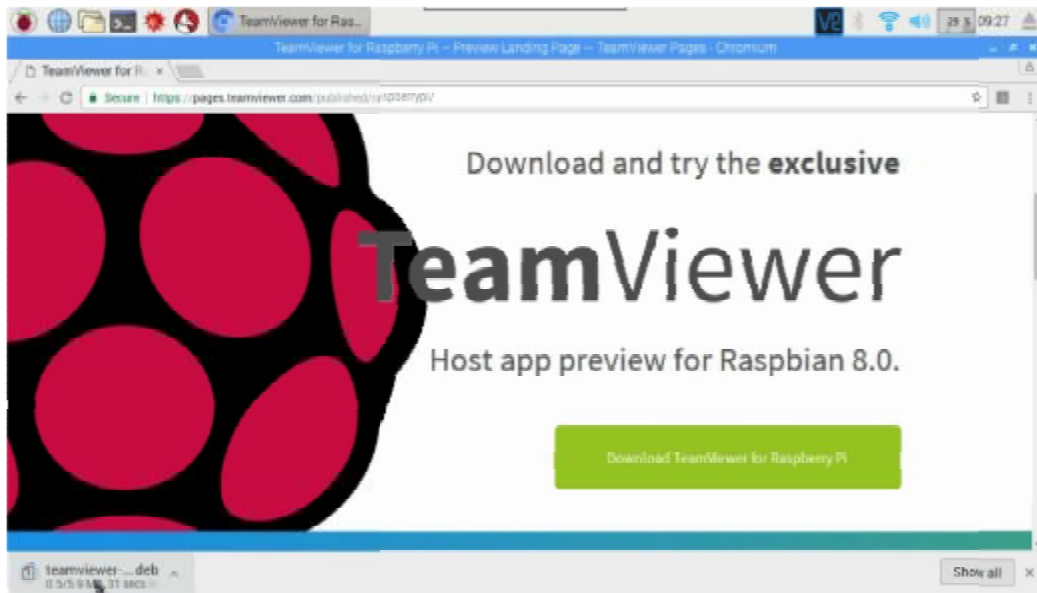 TeamViewer for Ras...
29 % 09:27
TeamViewer for Raspberry Pi – Preview Landing Page – TeamViewer Pages - Chromium
TeamViewer for R
Secure https://pages.teamviewer.com/published/raspberrypi/
Download and try the exclusive
TeamViewer
Host app preview for Raspbian 8.0.
Download TeamViewer for Raspberry Pi
teamviewer-....deb
0.5/5.9 MB, 31 secs
Show all